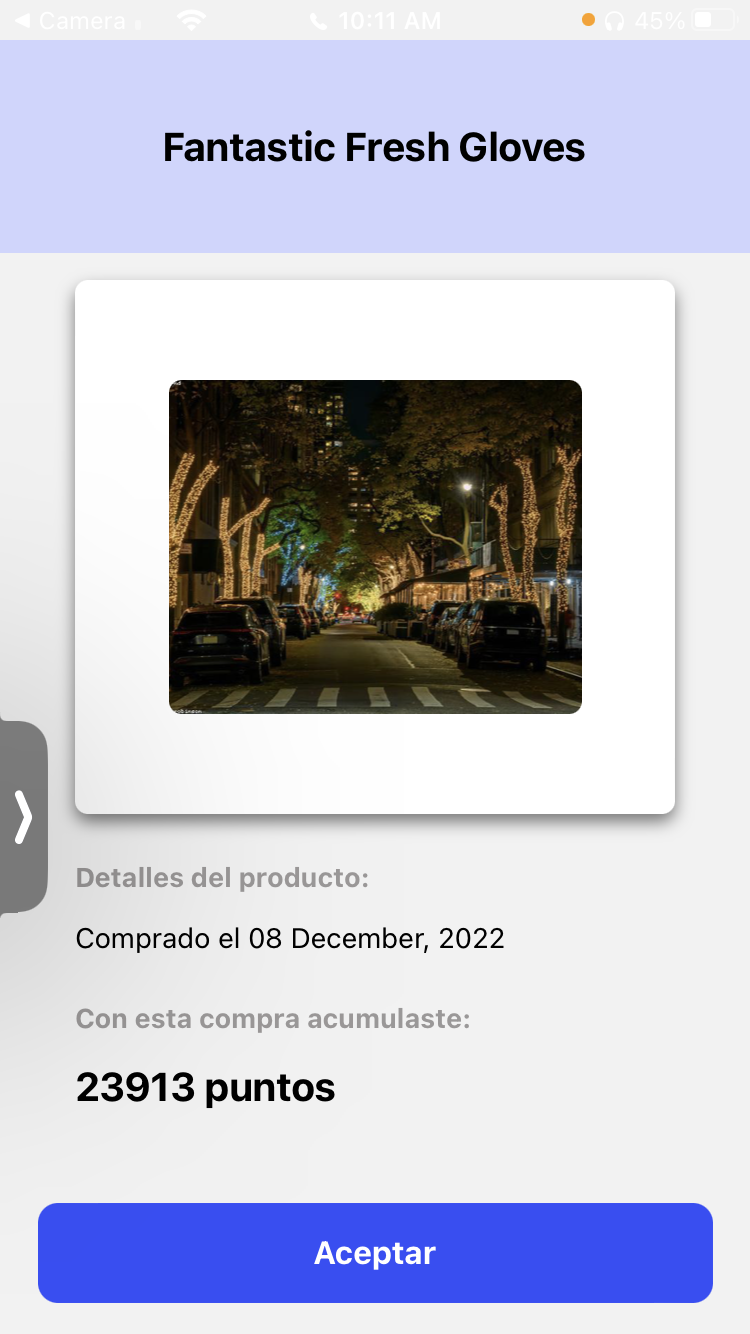 Camera
10:11 AM
45%
Fantastic Fresh Gloves
Detalles del producto:
Comprado el 08 December, 2022
Con esta compra acumulaste:
23913 puntos
Aceptar